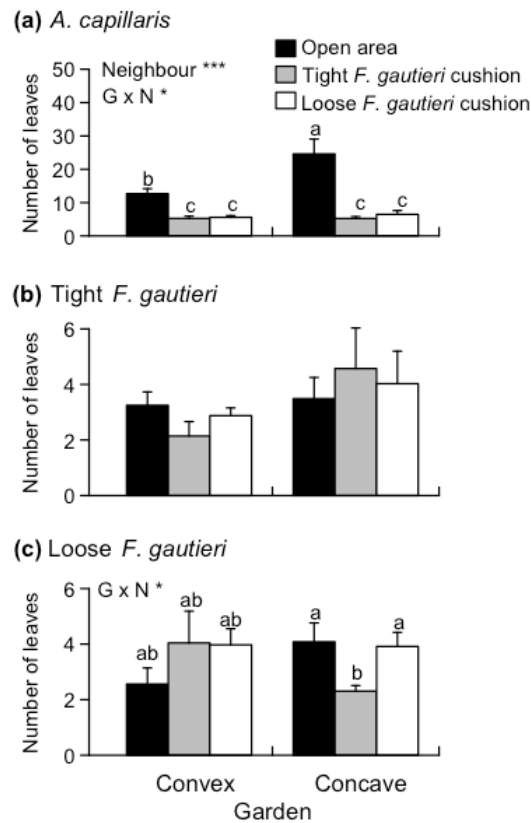 (a) A. capillaris
Open area
Tight F. gautieri cushion
Loose F. gautieri cushion
Neighbour ***
G x N *
Number of leaves
50
40
30
20
10
0
b
c
c
a
c
c
(b) Tight F. gautieri
Number of leaves
6
4
2
0
(c) Loose F. gautieri
G x N *
Number of leaves
6
4
2
0
ab
ab
ab
a
b
a
Convex
Concave
Garden